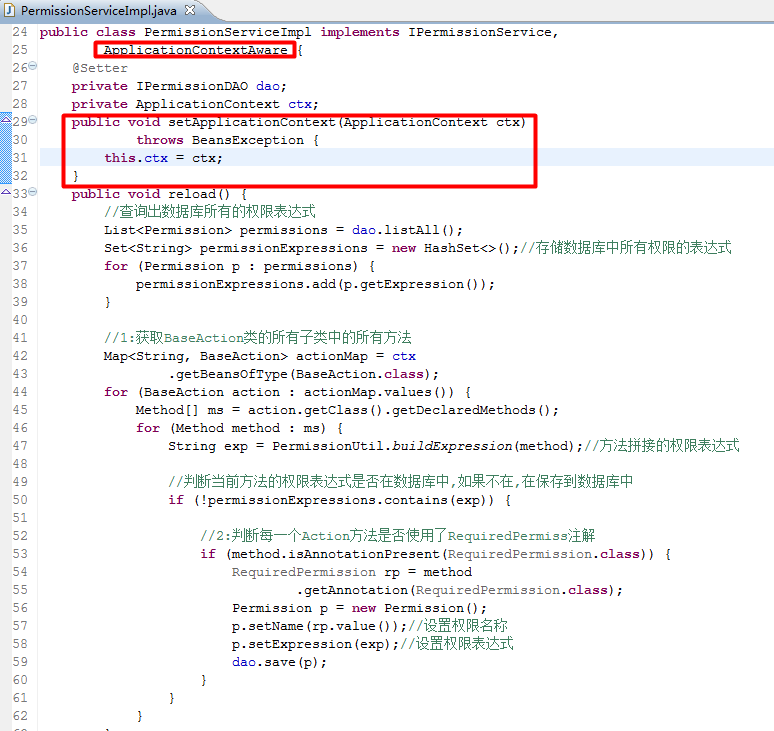 PermissionServiceImpl.java
24 public class PermissionServiceImpl implements IPermissionService,
25 ApplicationContextAware {
26 @Setter
27 private IPermissionDAO dao;
28 private ApplicationContext ctx;
29 public void setApplicationContext(ApplicationContext ctx)
30 throws BeansException {
31 this.ctx = ctx;
32 }
33 public void reload() {
34 //查询出数据库所有的权限表达式
35 List<Permission> permissions = dao.listAll();
36 Set<String> permissionExpressions = new HashSet<>();//存储数据库中所有权限的表达式
37 for (Permission p : permissions) {
38 permissionExpressions.add(p.getExpression());
39 }
40
41 //1:获取BaseAction类的所有子类中的所有方法
42 Map<String, BaseAction> actionMap = ctx
43 .getBeansOfType(BaseAction.class);
44 for (BaseAction action : actionMap.values()) {
45 Method[] ms = action.getClass().getDeclaredMethods();
46 for (Method method : ms) {
47 String exp = PermissionUtil.buildExpression(method);//方法拼接的权限表达式
48
49 //判断当前方法的权限表达式是否在数据库中,如果不在,在保存到数据库中
50 if (!permissionExpressions.contains(exp)) {
51
52 //2:判断每一个Action方法是否使用了RequiredPermiss注解
53 if (method.isAnnotationPresent(RequiredPermission.class)) {
54 RequiredPermission rp = method
55 .getAnnotation(RequiredPermission.class);
56 Permission p = new Permission();
57 p.setName(rp.value());//设置权限名称
58 p.setExpression(exp);//设置权限表达式
59 dao.save(p);
60 }
61 }
62 }